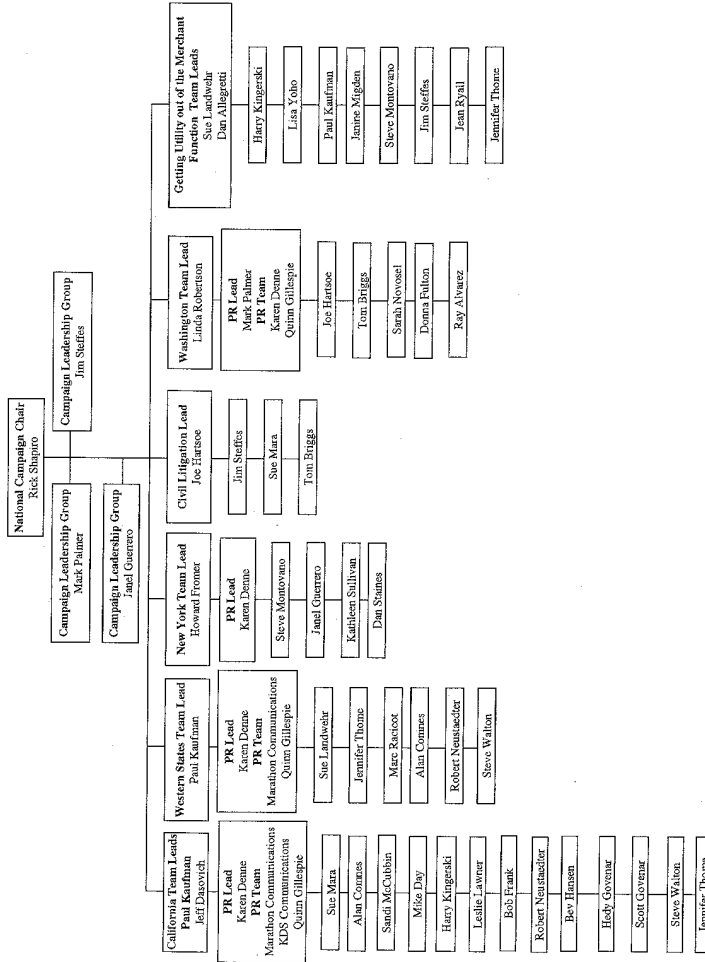 National Campaign Chair
Rick Shapiro
Campaign Leadership Group
Mark Palmer
Campaign Leadership Group
Jim Steffes
Campaign Leadership Group
Janel Guerrero
California Team Leads
Paul Kaufman
Jeff Dasovich
PR Lead
Karen Denne
PR Team
Marathon Communications
KDS Communications
Quinn Gillespie
Sue Mara
Alan Comnes
Sandi McCubbin
Mike Day
Harry Kingerski
Leslie Lawner
Bob Frank
Robert Neustaedter
Bev Hansen
Hedy Govenar
Scott Govenar
Steve Walton
Jennifer Thome
Western States Team Lead
Paul Kaufman
PR Lead
Karen Denne
PR Team
Marathon Communications
Quinn Gillespie
Sue Landwehr
Jennifer Thome
Marc Racicot
Alan Comnes
Robert Neustaedter
Steve Walton
New York Team Lead
Howard Fromer
PR Lead
Karen Denne
Steve Montovano
Janel Guerrero
Kathleen Sullivan
Dan Staines
Civil Litigation Lead
Joe Hartsoe
Jim Steffes
Sue Mara
Tom Briggs
Washington Team Lead
Linda Robertson
PR Lead
Mark Palmer
PR Team
Karen Denne
Quinn Gillespie
Joe Hartsoe
Tom Briggs
Sarah Novosel
Donna Fulton
Ray Alvarez
Getting Utility out of the Merchant
Function Team Leads
Sue Landwehr
Dan Allegretti
Harry Kingerski
Lisa Yoho
Paul Kaufman
Janine Migden
Steve Montovano
Jim Steffes
Jean Ryall
Jennifer Thome